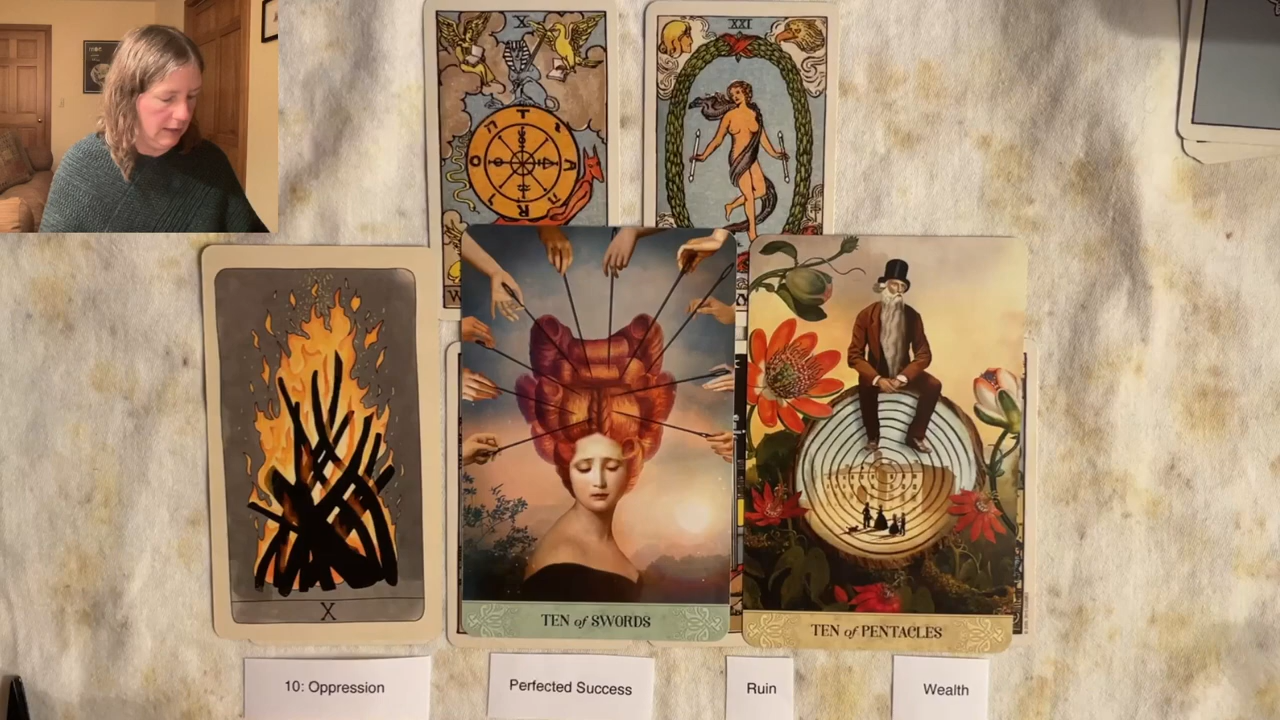 X
XXI
T
A
R
O
X
TEN of SWORDS
TEN of PENTACLES
10: Oppression
Perfected Success
Ruin
Wealth